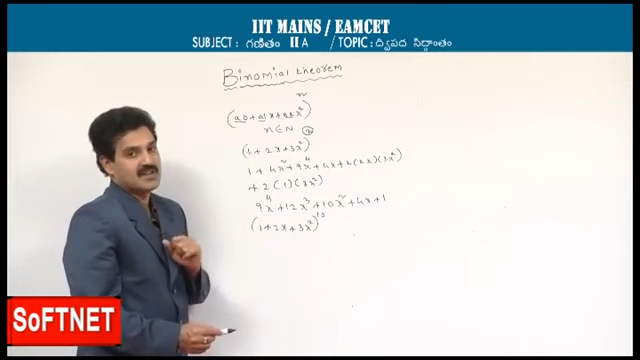 IIT MAINS / EAMCET
SUBJECT : గణితం II A / TOPIC : ద్విపద సిద్ధాంతం
Binomial theorem
(a0+a1x+a2x²)ⁿ
n∈N ②
(1+2x+3x²)
1+4x²+9x⁴+4x+2(2x)(3x²)
+2(1)(3x²)
9x⁴+12x³+10x²+4x+1
(1+2x+3x²)¹⁰
SoFTNET